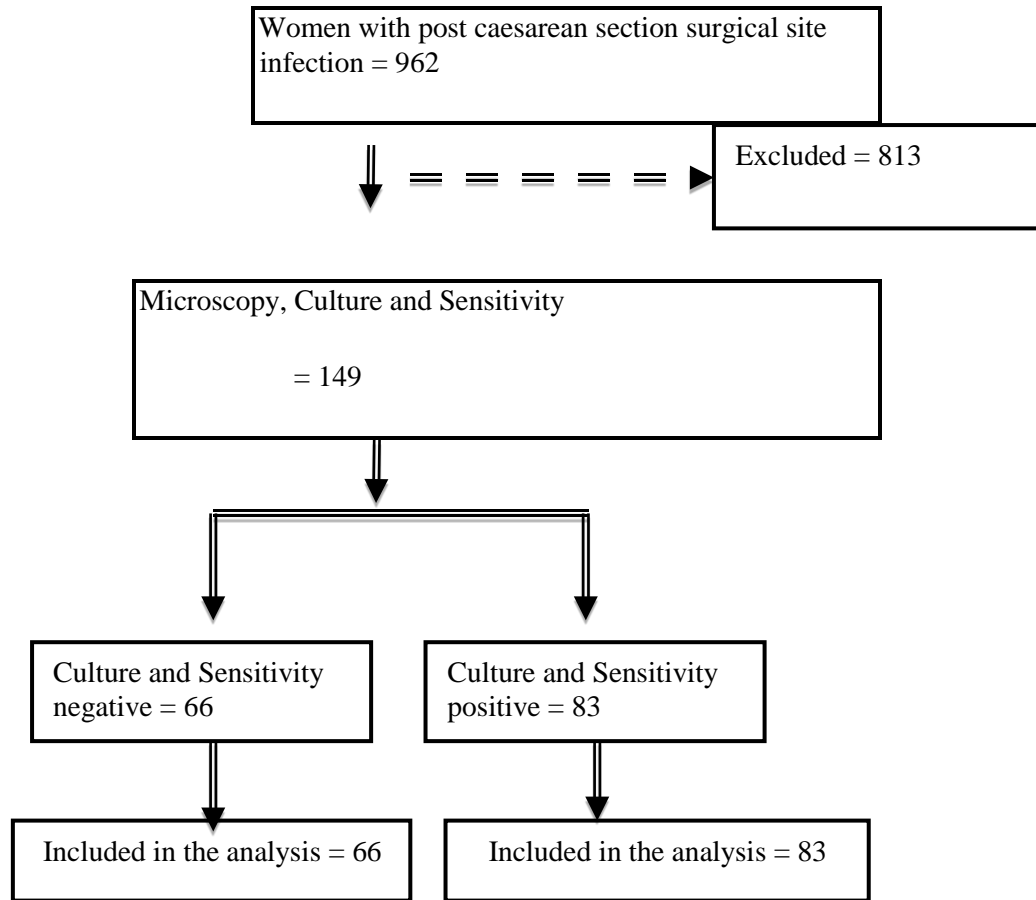 Women with post caesarean section surgical site
infection = 962
Excluded = 813
Microscopy, Culture and Sensitivity
= 149
Culture and Sensitivity
negative = 66
Culture and Sensitivity
positive = 83
Included in the analysis = 66
Included in the analysis = 83